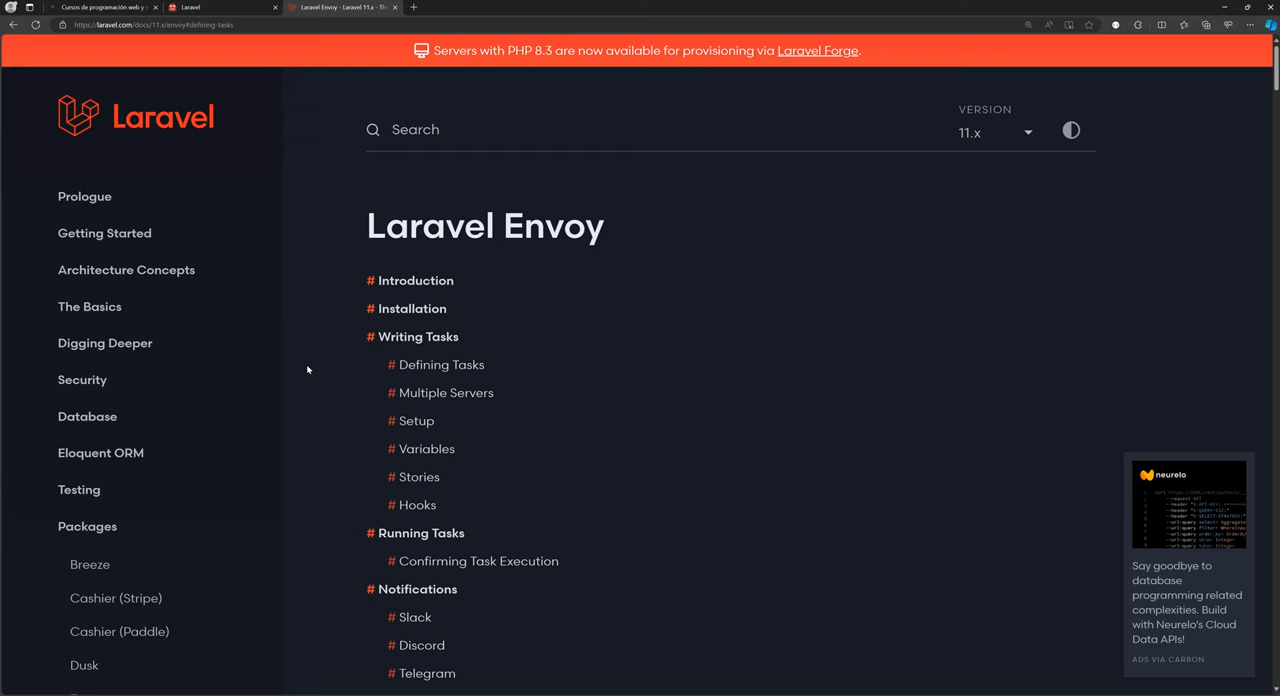 Cursos de programación web y
Laravel
Laravel Envoy - Laravel 11.x - The
https://laravel.com/docs/11.x/envoy#defining-tasks
Servers with PHP 8.3 are now available for provisioning via Laravel Forge.
Laravel
Search
VERSION
11.x
Prologue
Getting Started
Architecture Concepts
The Basics
Digging Deeper
Security
Database
Eloquent ORM
Testing
Packages
Breeze
Cashier (Stripe)
Cashier (Paddle)
Dusk
Laravel Envoy
# Introduction
# Installation
# Writing Tasks
# Defining Tasks
# Multiple Servers
# Setup
# Variables
# Stories
# Hooks
# Running Tasks
# Confirming Task Execution
# Notifications
# Slack
# Discord
# Telegram
neurelo
Say goodbye to
database
programming related
complexities. Build
with Neurelo's Cloud
Data APIs!
ADS VIA CARBON